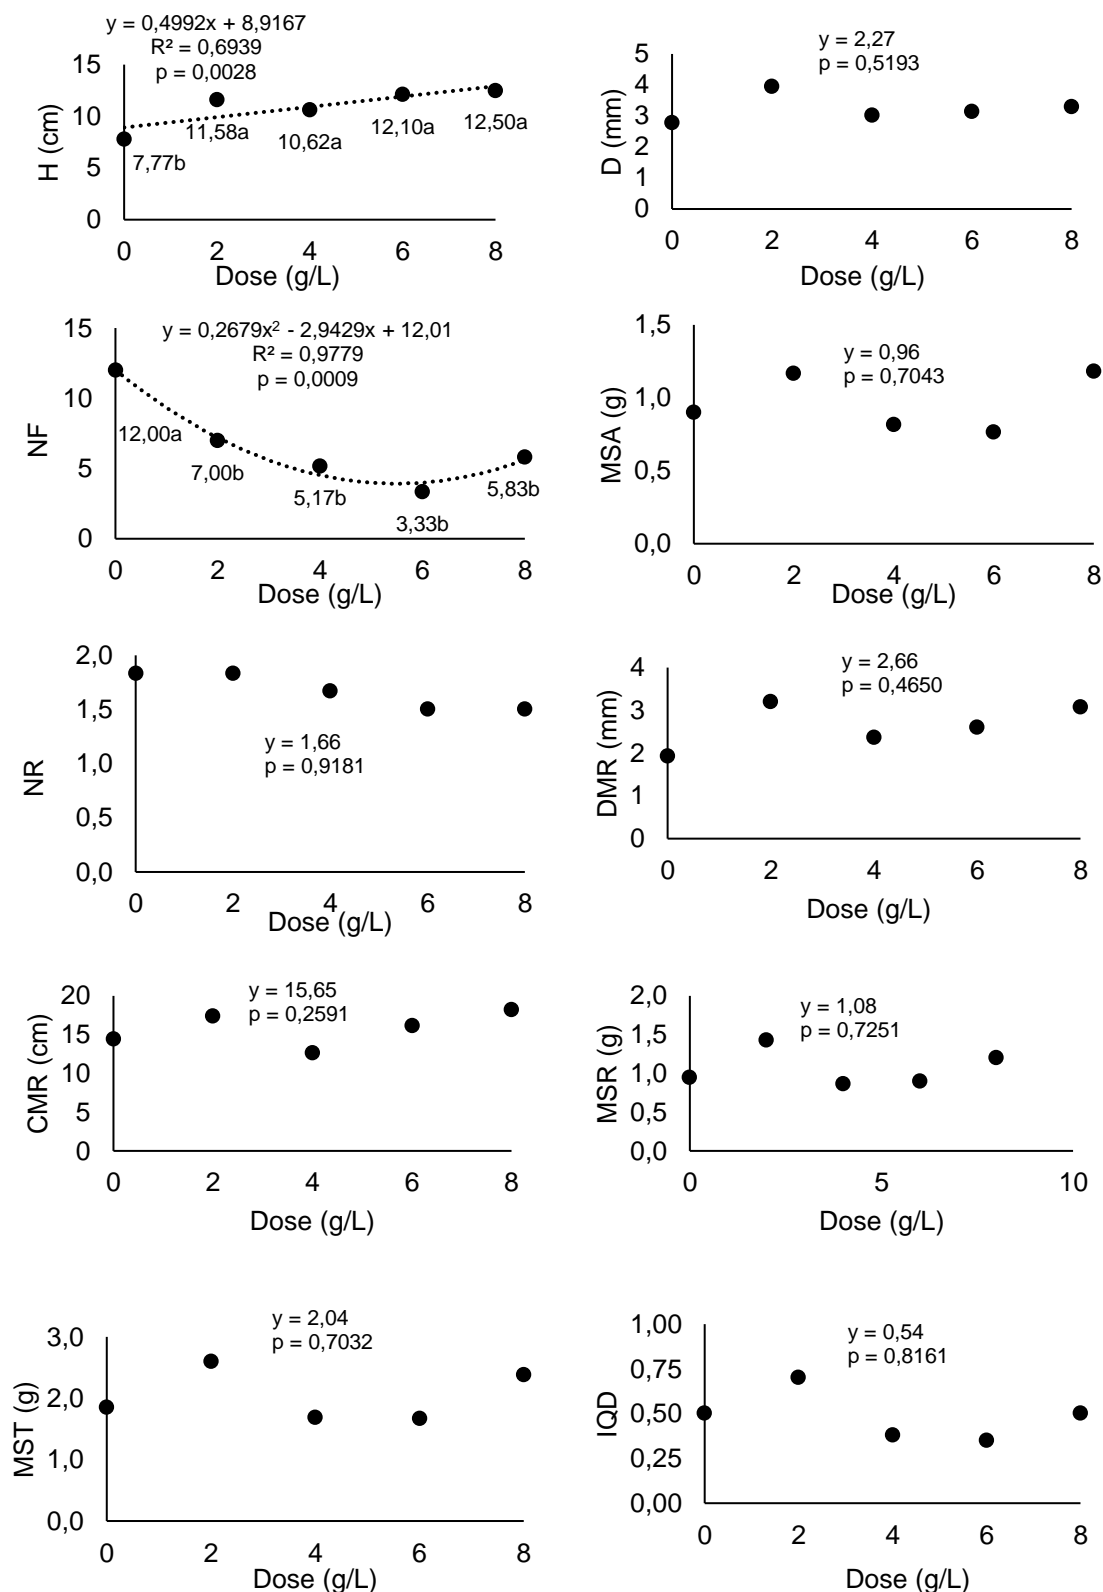 y = 0,4992x + 8,9167
R² = 0,6939
p = 0,0028
15
10
5
0
H (cm)
7,77b
11,58a
10,62a
12,10a
12,50a
0 2 4 6 8
Dose (g/L)
y = 2,27
p = 0,5193
5
4
3
2
1
0
D (mm)
0 2 4 6 8
Dose (g/L)
y = 0,2679x² - 2,9429x + 12,01
R² = 0,9779
p = 0,0009
15
10
5
0
NF
12,00a
7,00b
5,17b
3,33b
5,83b
0 2 4 6 8
Dose (g/L)
y = 0,96
p = 0,7043
1,5
1,0
0,5
0,0
MSA (g)
0 2 4 6 8
Dose (g/L)
2,0
1,5
1,0
0,5
0,0
NR
y = 1,66
p = 0,9181
0 2 4 6 8
Dose (g/L)
y = 2,66
p = 0,4650
4
3
2
1
0
DMR (mm)
0 2 4 6 8
Dose (g/L)
y = 15,65
p = 0,2591
20
15
10
5
0
CMR (cm)
0 2 4 6 8
Dose (g/L)
y = 1,08
p = 0,7251
2,0
1,5
1,0
0,5
0,0
MSR (g)
0 5 10
Dose (g/L)
y = 2,04
p = 0,7032
3,0
2,0
1,0
0,0
MST (g)
0 2 4 6 8
Dose (g/L)
y = 0,54
p = 0,8161
1,00
0,75
0,50
0,25
0,00
IQD
0 2 4 6 8
Dose (g/L)